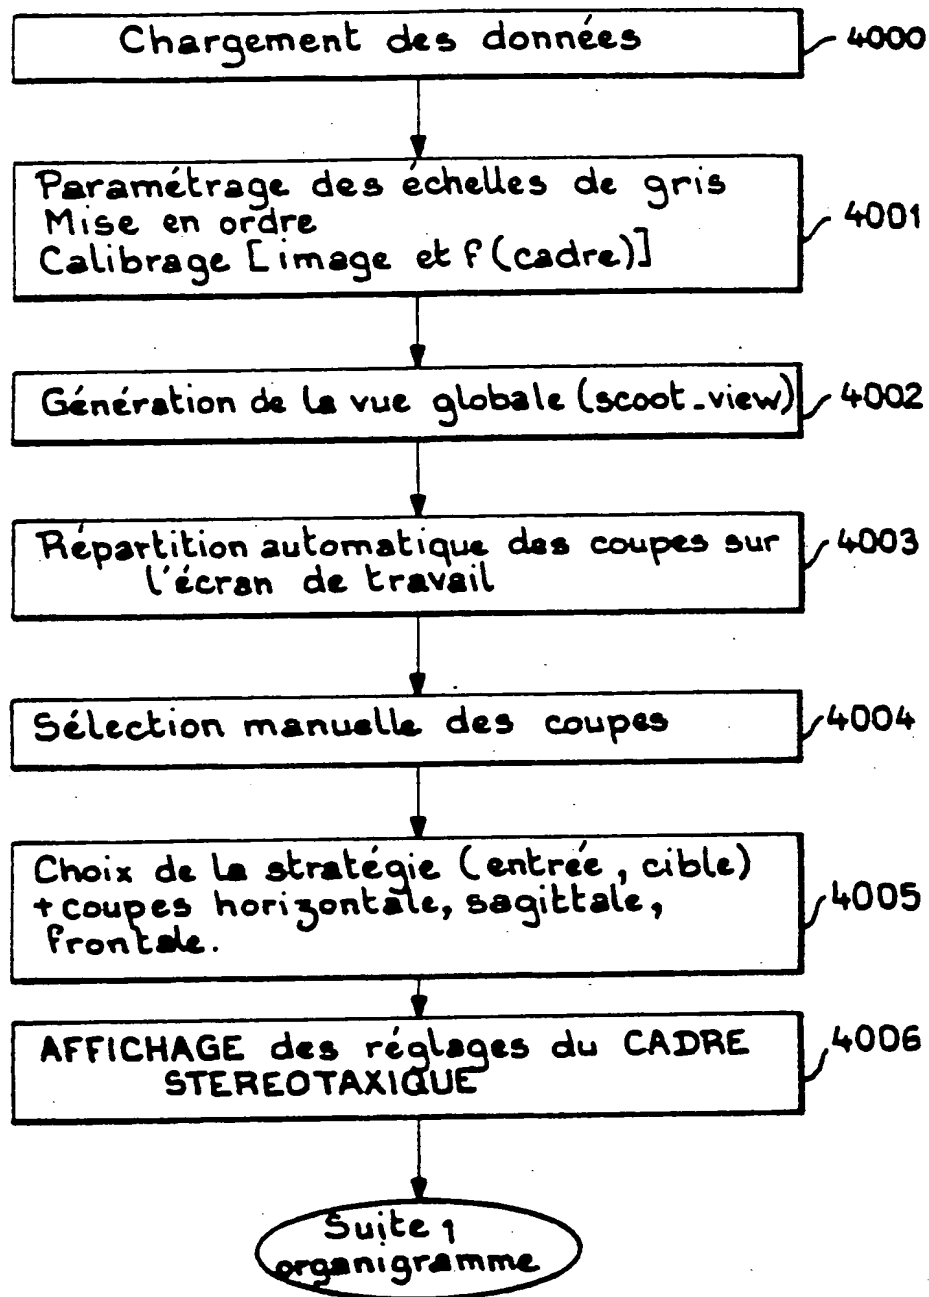 Chargement des données
4000
Paramétrage des échelles de gris
Mise en ordre
Calibrage [image et f (cadre)]
4001
Génération de la vue globale (scoot_view)
4002
Répartition automatique des coupes sur
l'écran de travail
4003
Sélection manuelle des coupes
4004
Choix de la stratégie (entrée, cible)
+ coupes horizontale, sagittale,
frontale.
4005
AFFICHAGE des réglages du CADRE
STEREOTAXIQUE
4006
Suite 1
organigramme